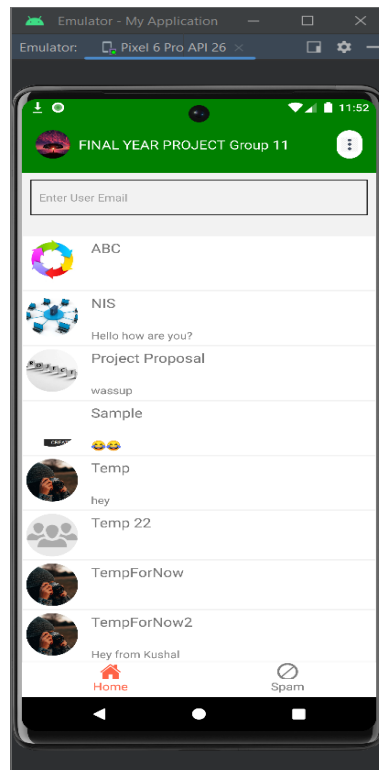 Emulator - My Application
Emulator: Pixel 6 Pro API 26
11:52
FINAL YEAR PROJECT Group 11
Enter User Email
ABC
NIS
Hello how are you?
PROJECT
Project Proposal
wassup
Sample
😂😂
Temp
hey
Temp 22
TempForNow
TempForNow2
Hey from Kushal
Home
Spam